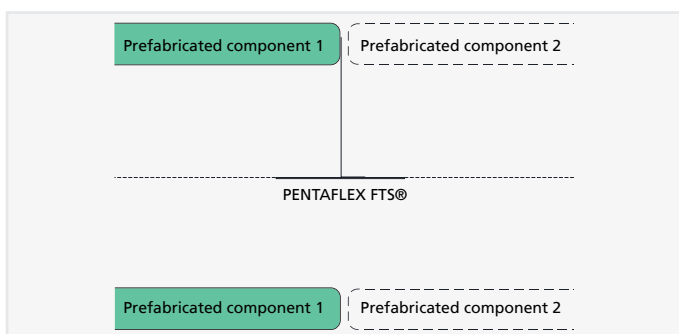 Prefabricated component 1
Prefabricated component 2
PENTAFLEX FTS®
Prefabricated component 1
Prefabricated component 2